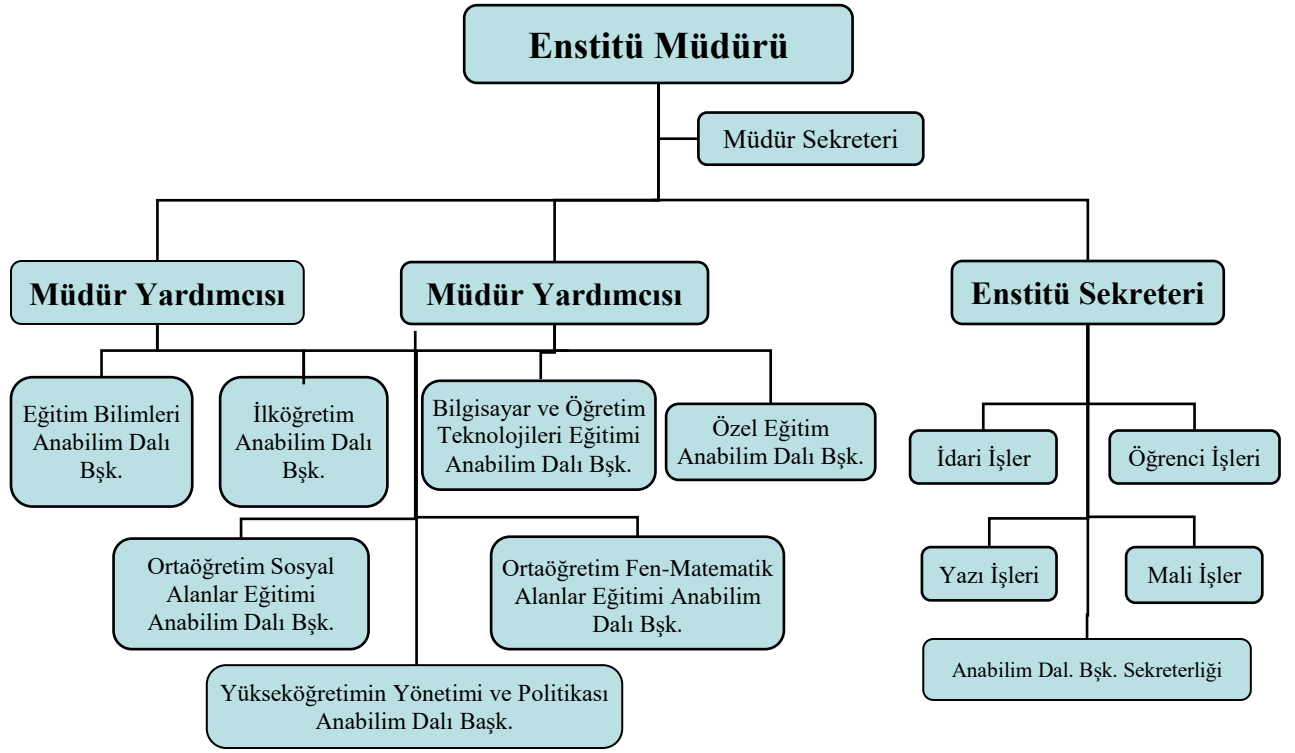 Enstitü Müdürü
Müdür Sekreteri
Müdür Yardımcısı
Müdür Yardımcısı
Enstitü Sekreteri
Eğitim Bilimleri
Anabilim Dalı
Bşk.
İlköğretim
Anabilim Dalı
Bşk.
Bilgisayar ve Öğretim
Teknolojileri Eğitimi
Anabilim Dalı Bşk.
Özel Eğitim
Anabilim Dalı Bşk.
İdari İşler
Öğrenci İşleri
Ortaöğretim Sosyal
Alanlar Eğitimi
Anabilim Dalı Bşk.
Ortaöğretim Fen-Matematik
Alanlar Eğitimi Anabilim
Dalı Bşk.
Yazı İşleri
Mali İşler
Yükseköğretimin Yönetimi ve Politikası
Anabilim Dalı Başk.
Anabilim Dal. Bşk. Sekreterliği